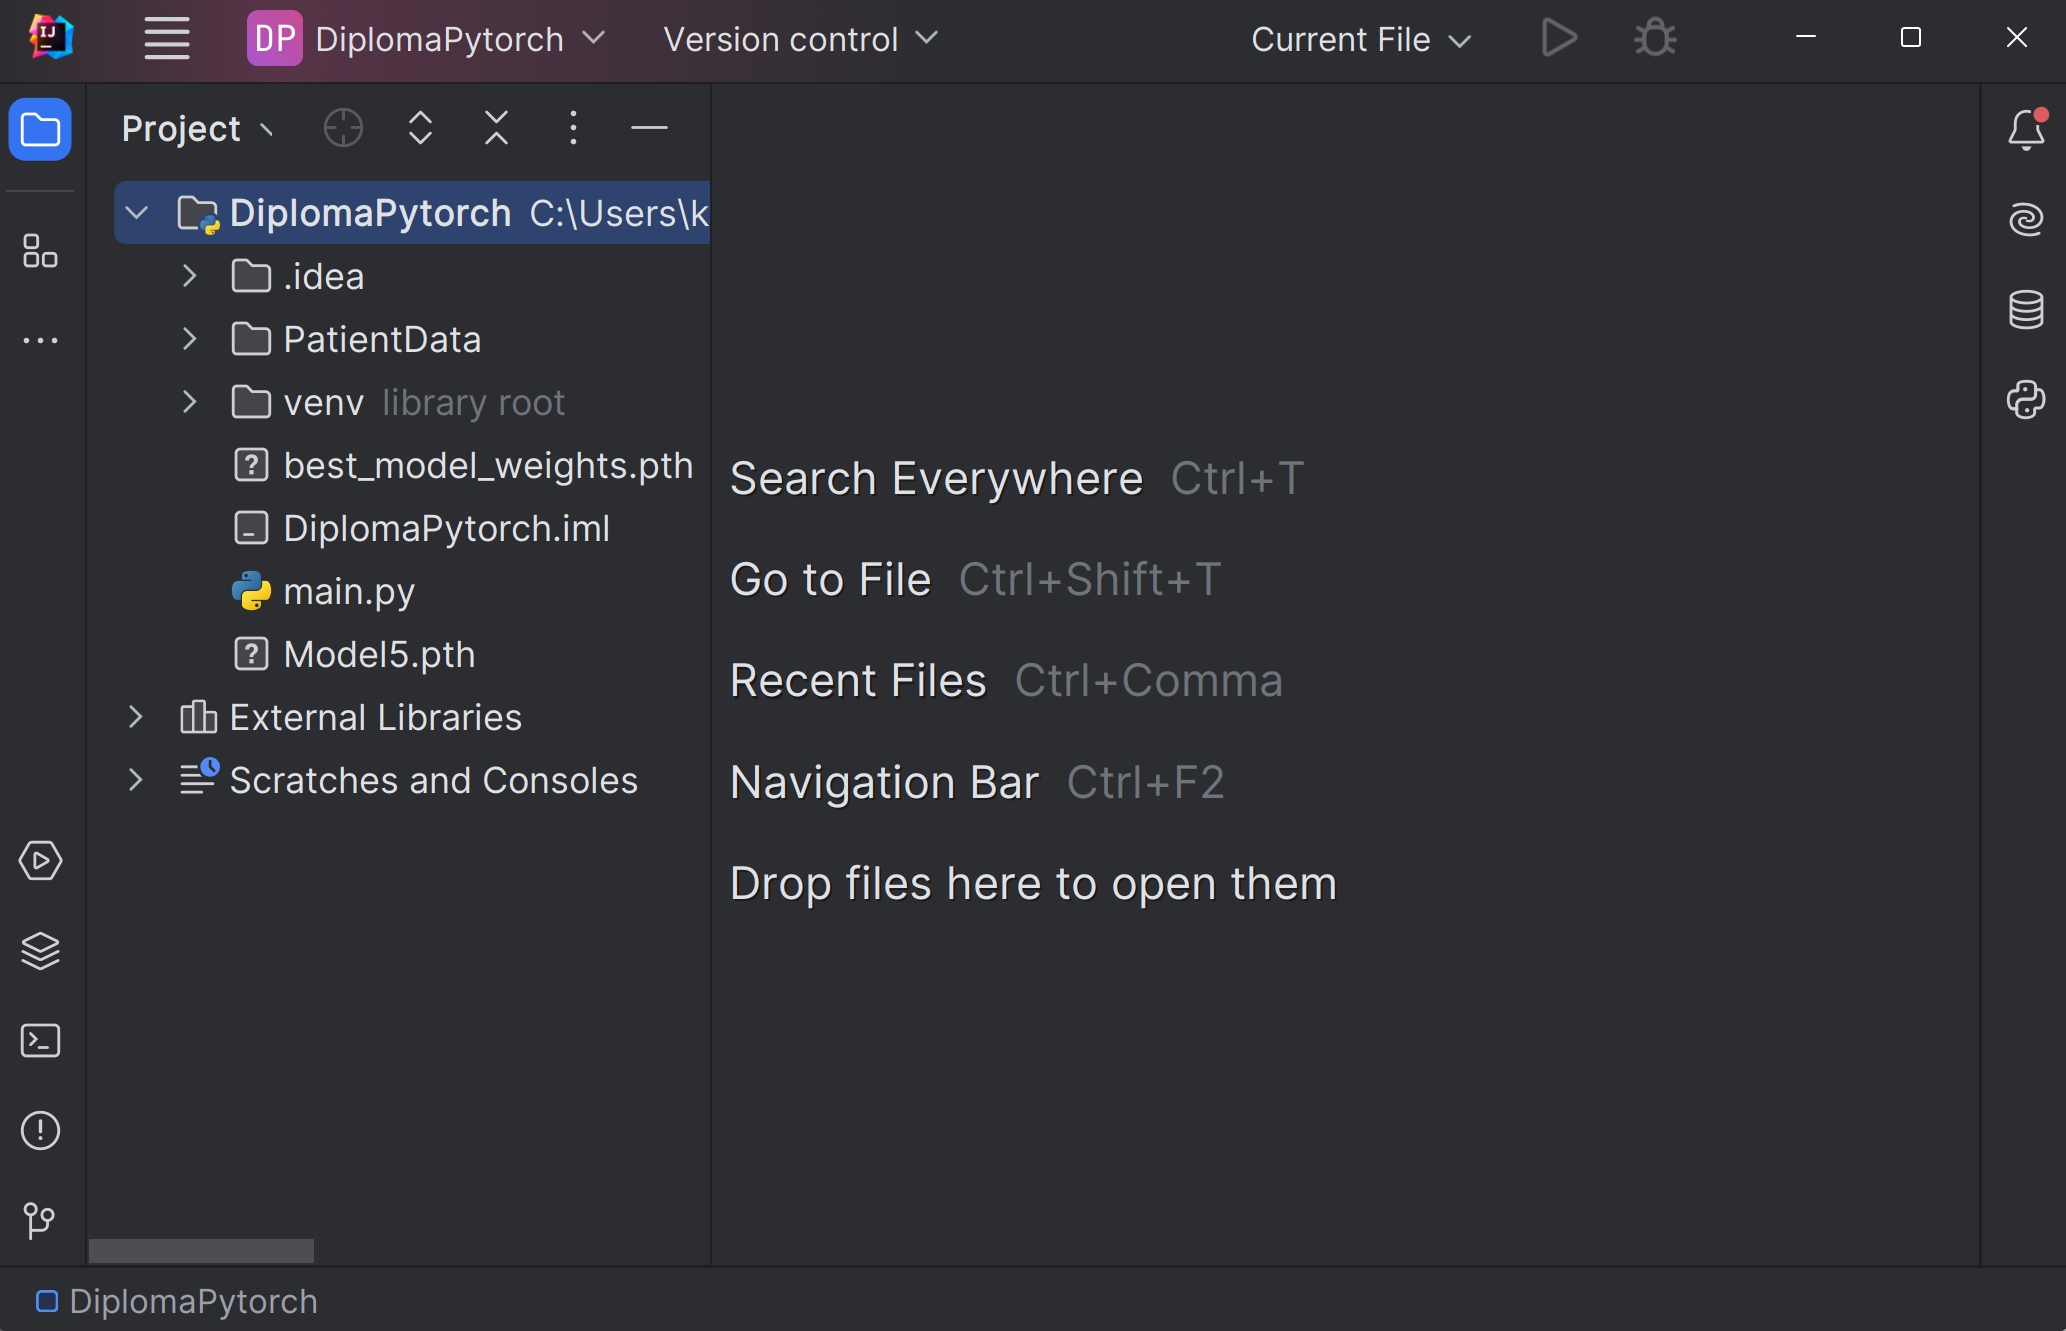 IJ
DP DiplomaPytorch Version control Current File
Project
DiplomaPytorch C:\Users\k
.idea
PatientData
venv library root
best_model_weights.pth
DiplomaPytorch.iml
main.py
Model5.pth
External Libraries
Scratches and Consoles
Search Everywhere Ctrl+T
Go to File Ctrl+Shift+T
Recent Files Ctrl+Comma
Navigation Bar Ctrl+F2
Drop files here to open them
DiplomaPytorch